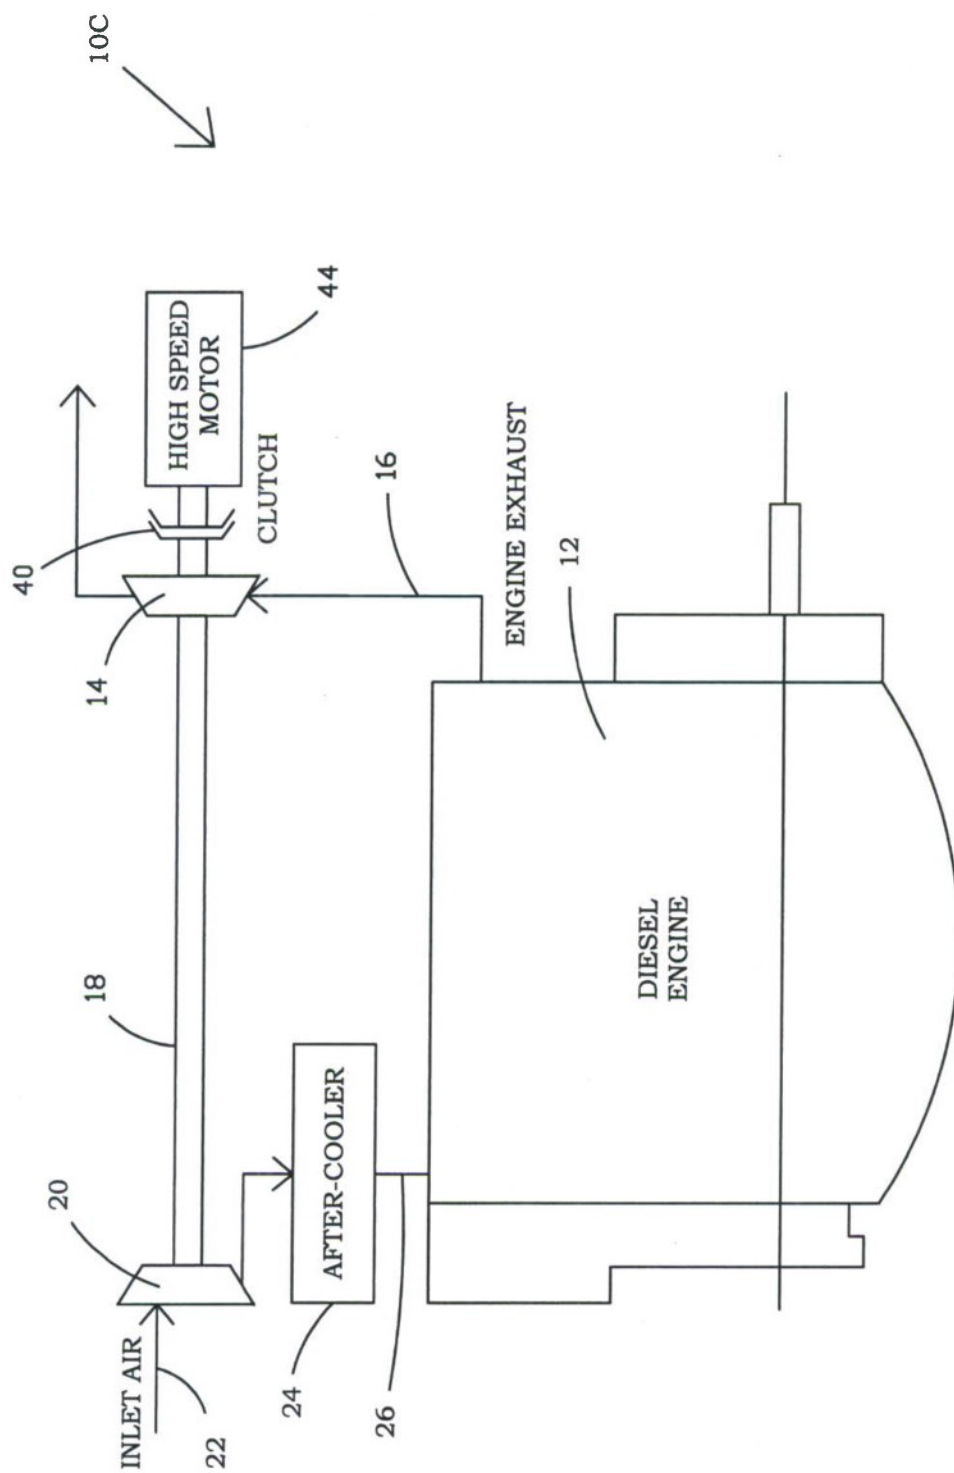 10C
HIGH SPEED
MOTOR
44
CLUTCH
40
14
16
ENGINE EXHAUST
12
18
DIESEL
ENGINE
20
AFTER-COOLER
24
26
INLET AIR
22